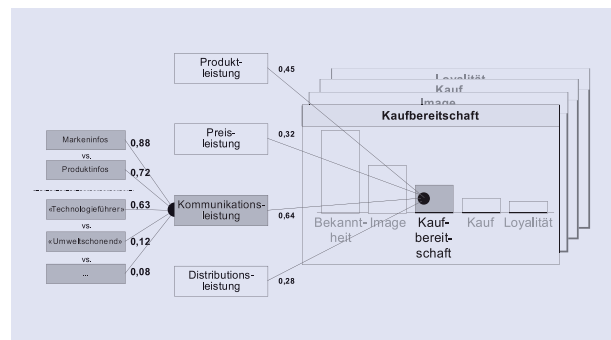 Produkt-
leistung
0,45
Preis-
leistung
0,32
Kommunikations-
leistung
0,64
Distributions-
leistung
0,28
Markeninfos
0,88
vs.
Produktinfos
0,72
«Technologieführer»
0,63
vs.
«Umweltschonend»
0,12
vs.
...
0,08
Loyalität
Kauf
Image
Kaufbereitschaft
Bekannt-
heit
Image
Kauf-
bereit-
schaft
Kauf
Loyalität